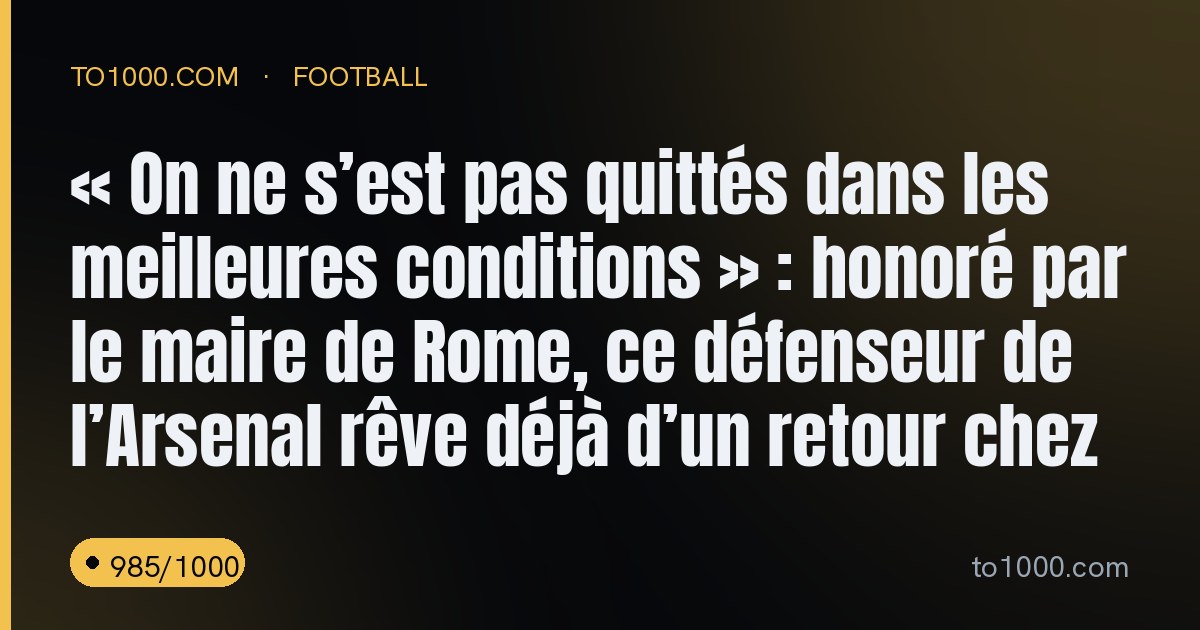 TO1000.COM · FOOTBALL
« On ne s’est pas quittés dans les
meilleures conditions » : honoré par
le maire de Rome, ce défenseur de
l’Arsenal rêve déjà d’un retour chez
985/1000
to1000.com